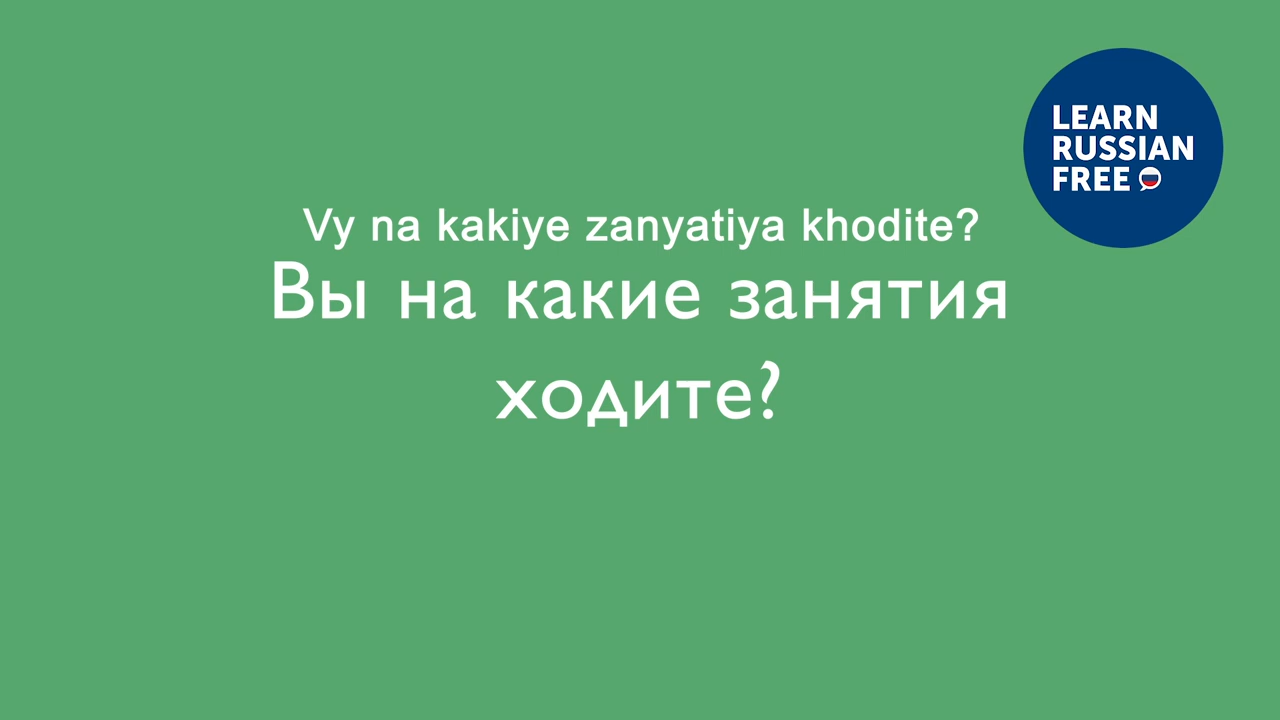 LEARN
RUSSIAN
FREE
Vy na kakiye zanyatiya khodite?
Вы на какие занятия
ходите?